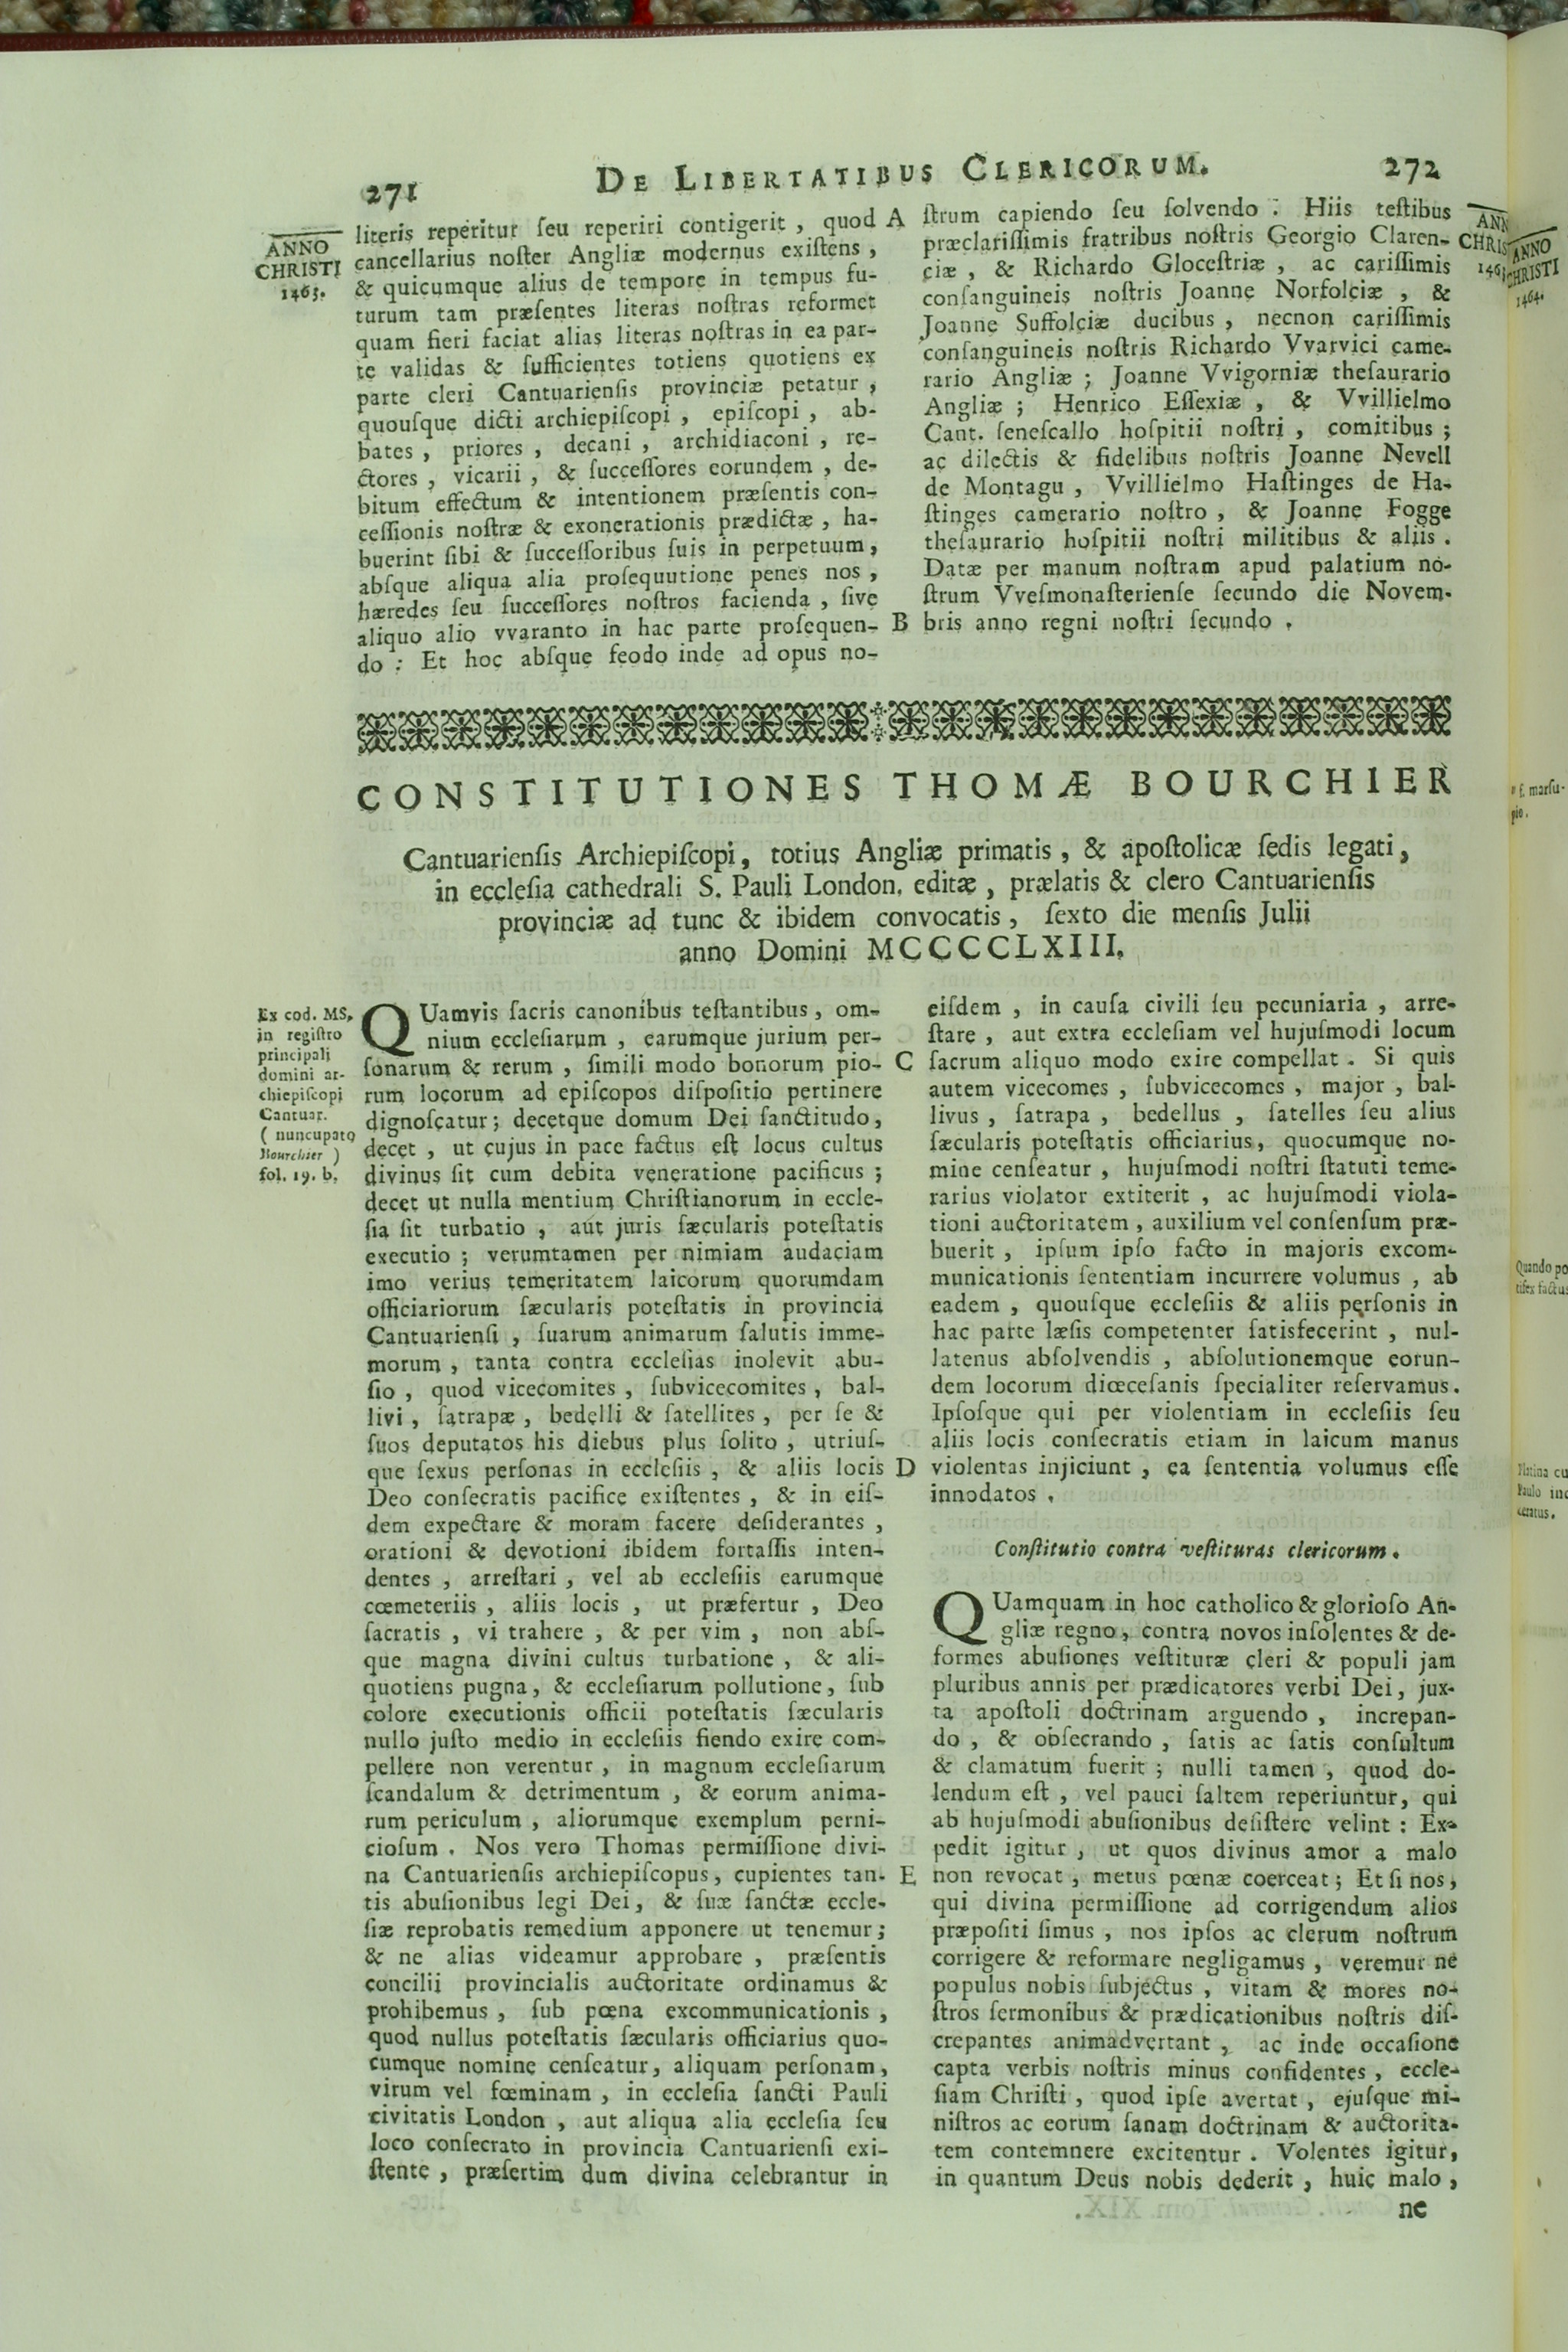 271
DE LIBERTATIBUS CLERICORUM.
272
ANNO
CHRISTI
1463.
literis reperitur ſeu reperiri contigerit, quod
cancellarius noſter Angliæ modernus exiſtens,
& quicumque alius de tempore in tempus fu-
turum tam præſentes literas noſtras reformet
quam fieri faciat alias literas noſtras in ea par-
te validas & ſufficientes totiens quotiens ex
parte cleri Cantuarienſis provinciæ petatur,
quouſque dicti archiepiſcopi, epiſcopi, ab-
bates, priores, decani, archidiaconi, re-
ctores, vicarii, & ſucceſſores eorundem, de-
bitum effectum & intentionem præſentis con-
ceſſionis noſtræ & exonerationis prædictæ, ha-
buerint ſibi & ſucceſſoribus ſuis in perpetuum,
abſque aliqua alia proſequutione penes nos,
hæredes ſeu ſucceſſores noſtros facienda, ſive
aliquo alio vvaranto in hac parte proſequen-
do: Et hoc abſque feodo inde ad opus no-
A
B
ſtrum capiendo ſeu ſolvendo: Hiis teſtibus
præclariſſimis fratribus noſtris Georgio Claren-
ciæ, & Richardo Gloceſtriæ, ac cariſſimis
conſanguineis noſtris Joanne Norfolciæ, &
Joanne Suffolciæ ducibus, necnon cariſſimis
conſanguineis noſtris Richardo Vvarvici came-
rario Angliæ; Joanne Vvigorniæ theſaurario
Angliæ; Henrico Eſſexiæ, & Vvillielmo
Cant. ſeneſcallo hoſpitii noſtri, comitibus;
ac dilectis & fidelibus noſtris Joanne Nevell
de Montagu, Vvillielmo Haſtinges de Ha-
ſtinges camerario noſtro, & Joanne Fogge
theſaurario hoſpitii noſtri militibus & aliis.
Datæ per manum noſtram apud palatium no-
ſtrum Vveſmonaſterienſe ſecundo die Novem-
bris anno regni noſtri ſecundo.
ANN
CHRIS
146
ANNO
CHRISTI
1464.
CONSTITUTIONES THOMÆ BOURCHIER
Cantuarienſis Archiepiſcopi, totius Angliæ primatis, & apoſtolicæ ſedis legati,
in eccleſia cathedrali S. Pauli London. editæ, prælatis & clero Cantuarienſis
provinciæ ad tunc & ibidem convocatis, ſexto die menſis Julii
anno Domini MCCCCCLXIII.
Ex cod. MS.
in regiſtro
principali
domini ar-
chiepiſcopi
Cantuar.
(nuncupato
Bourchier)
fol. 19. b.
QUamvis ſacris canonibus teſtantibus, om-
nium eccleſiarum, earumque jurium per-
ſonarum & rerum, ſimili modo bonorum pio-
rum locorum ad epiſcopos diſpoſitio pertinere
dignoſcatur; decetque domum Dei ſanctitudo,
decet, ut cujus in pace factus eſt locus cultus
divinus ſit cum debita veneratione pacificus;
decet ut nulla mentium Chriſtianorum in eccle-
ſia ſit turbatio, aut juris ſæcularis poteſtatis
executio; verumtamen per nimiam audaciam
imo verius temeritatem laicorum quorumdam
officiariorum ſæcularis poteſtatis in provincia
Cantuarienſi, ſuarum animarum ſalutis imme-
morum, tanta contra eccleſias inolevit abu-
ſio, quod vicecomites, ſubvicecomites, bal-
livi, ſatrapæ, bedelli & ſatellites, per ſe &
ſuos deputatos his diebus plus ſolito, utriuſ-
que ſexus perſonas in eccleſiis, & aliis locis
Deo conſecratis pacifice exiſtentes, & in eiſ-
dem expectare & moram facere deſiderantes,
orationi & devotioni ibidem fortaſſis inten-
dentes, arreſtari, vel ab eccleſiis earumque
cœmeteriis, aliis locis, ut præfertur, Deo
ſacratis, vi trahere, & per vim, non abſ-
que magna divini cultus turbatione, & ali-
quotiens pugna, & eccleſiarum pollutione, ſub
colore executionis officii poteſtatis ſæcularis
nullo juſto medio in eccleſiis fiendo exire com-
pellere non verentur, in magnum eccleſiarum
ſcandalum & detrimentum, & eorum anima-
rum periculum, aliorumque exemplum perni-
cioſum. Nos vero Thomas permiſſione divi-
na Cantuarienſis archiepiſcopus, cupientes tan-
tis abuſionibus legi Dei, & ſuæ ſanctæ eccle-
ſiæ reprobatis remedium apponere ut tenemur;
& ne alias videamur approbare, præſentis
concilii provincialis auctoritate ordinamus &
prohibemus, ſub pœna excommunicationis,
quod nullus poteſtatis ſæcularis officiarius quo-
cumque nomine cenſeatur, aliquam perſonam,
virum vel fœminam, in eccleſia ſancti Pauli
civitatis London, aut aliqua alia eccleſia ſeu
loco conſecrato in provincia Cantuarienſi exi-
ſtente, præſertim dum divina celebrantur in
C
D
E
eiſdem, in cauſa civili ſeu pecuniaria, arre-
ſtare, aut extra eccleſiam vel hujuſmodi locum
ſacrum aliquo modo exire compellat. Si quis
autem vicecomes, ſubvicecomes, major, bal-
livus, ſatrapa, bedellus, ſatelles ſeu alius
ſæcularis poteſtatis officiarius, quocumque no-
mine cenſeatur, hujuſmodi noſtri ſtatuti teme-
rarius violator extiterit, ac hujuſmodi viola-
tioni auctoritatem, auxilium vel conſenſum præ-
buerit, ipſum ipſo facto in majoris excom-
municationis ſententiam incurrere volumus, ab
eadem, quouſque eccleſiis & aliis perſonis in
hac parte læſis competenter ſatisfecerint, nul-
latenus abſolvendis, abſolutionemque eorun-
dem locorum diœceſanis ſpecialiter reſervamus.
Ipſoſque qui per violentiam in eccleſiis ſeu
aliis locis conſecratis etiam in laicum manus
violentas injiciunt, ea ſententia volumus eſſe
innodatos.
Conſtitutio contra veſtituras clericorum.
QUamquam in hoc catholico & glorioſo An-
gliæ regno, contra novos inſolentes & de-
formes abuſiones veſtituræ cleri & populi jam
pluribus annis per prædicatores verbi Dei, jux-
ta apoſtoli doctrinam arguendo, increpan-
do, & obſecrando, ſatis ac ſatis conſultum
& clamatum fuerit; nulli tamen, quod do-
lendum eſt, vel pauci ſaltem reperiuntur, qui
ab hujuſmodi abuſionibus deſiſtere velint: Ex-
pedit igitur, ut quos divinus amor a malo
non revocat, metus pœnæ coerceat; Et ſi nos,
qui divina permiſſione ad corrigendum alios
præpoſiti ſimus, nos ipſos ac clerum noſtrum
corrigere & reformare negligamus, veremur ne
populus nobis ſubjectus, vitam & mores no-
ſtros ſermonibus & prædicationibus noſtris diſ-
crepantes animadvertant, ac inde occaſione
capta verbis noſtris minus confidentes, eccle-
ſiam Chriſti, quod ipſe avertat, ejuſque mi-
niſtros ac eorum ſanam doctrinam & auctorita-
tem contemnere excitentur. Volentes igitur,
in quantum Deus nobis dederit, huic malo,
ne
f. marſu-
pio.
Quando po
tifex factus
Platina cu
Paulo inc
ceratus.